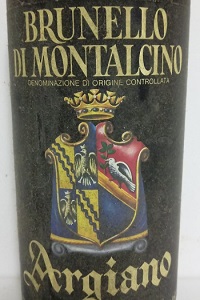 BRUNELLO
DI MONTALCINO
DENOMINAZIONE DI ORIGINE CONTROLLATA
Argiano